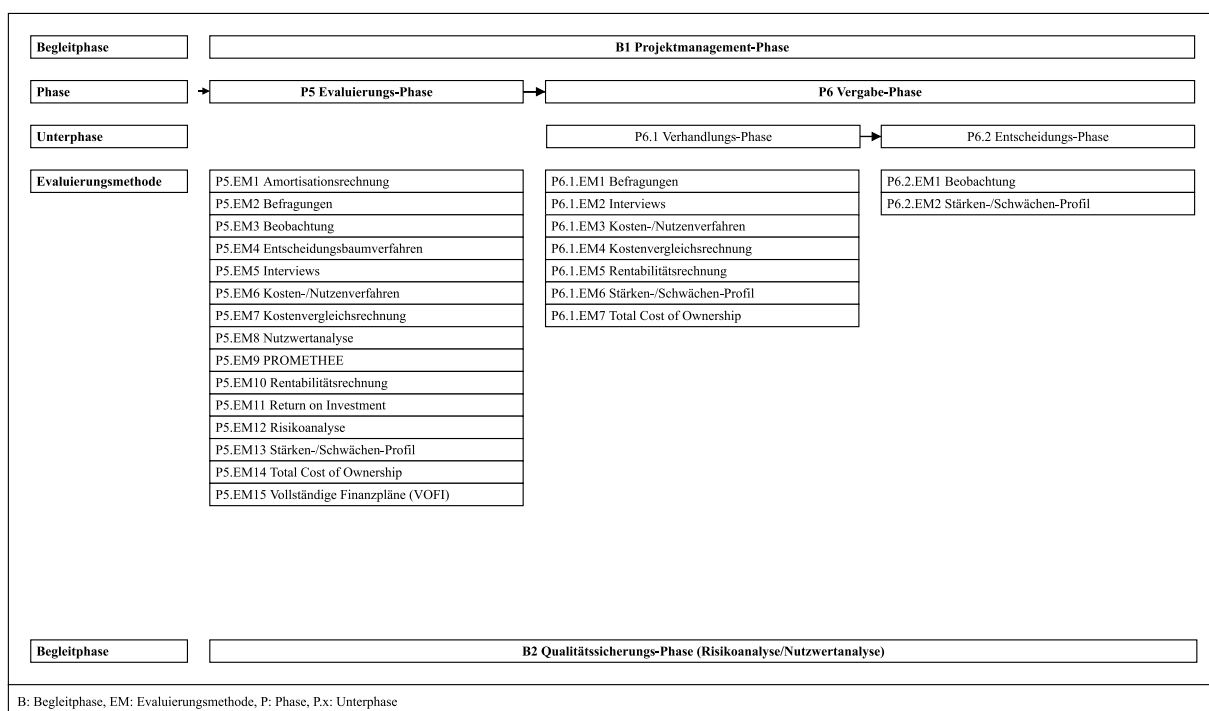 Begleitphase
B1 Projektmanagement-Phase
Phase
P5 Evaluierungs-Phase
P6 Vergabe-Phase
Unterphase
P6.1 Verhandlungs-Phase
P6.2 Entscheidungs-Phase
Evaluierungsmethode
P5.EM1 Amortisationsrechnung
P5.EM2 Befragungen
P5.EM3 Beobachtung
P5.EM4 Entscheidungsbaumverfahren
P5.EM5 Interviews
P5.EM6 Kosten-/Nutzenverfahren
P5.EM7 Kostenvergleichsrechnung
P5.EM8 Nutzwertanalyse
P5.EM9 PROMETHEE
P5.EM10 Rentabilitätsrechnung
P5.EM11 Return on Investment
P5.EM12 Risikoanalyse
P5.EM13 Stärken-/Schwächen-Profil
P5.EM14 Total Cost of Ownership
P5.EM15 Vollständige Finanzpläne (VOFI)
P6.1.EM1 Befragungen
P6.1.EM2 Interviews
P6.1.EM3 Kosten-/Nutzenverfahren
P6.1.EM4 Kostenvergleichsrechnung
P6.1.EM5 Rentabilitätsrechnung
P6.1.EM6 Stärken-/Schwächen-Profil
P6.1.EM7 Total Cost of Ownership
P6.2.EM1 Beobachtung
P6.2.EM2 Stärken-/Schwächen-Profil
Begleitphase
B2 Qualitätssicherungs-Phase (Risikoanalyse/Nutzwertanalyse)
B: Begleitphase, EM: Evaluierungsmethode, P: Phase, P.x: Unterphase